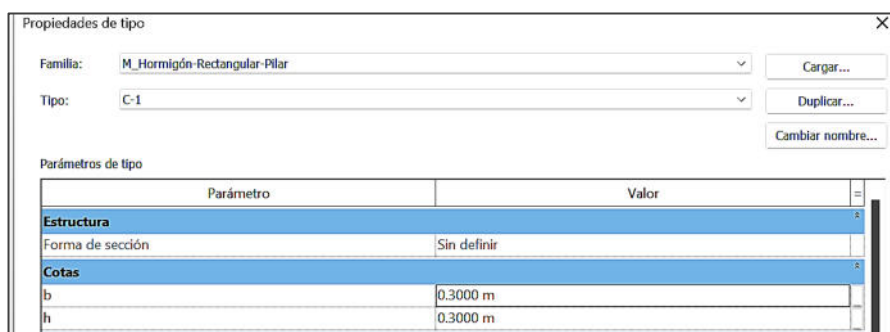 Propiedades de tipo
Familia: M_Hormigón-Rectangular-Pilar Cargar...
Tipo: C-1 Duplicar...
Cambiar nombre...
Parámetros de tipo
Parámetro Valor =
Estructura
Forma de sección Sin definir
Cotas
b 0.3000 m
h 0.3000 m